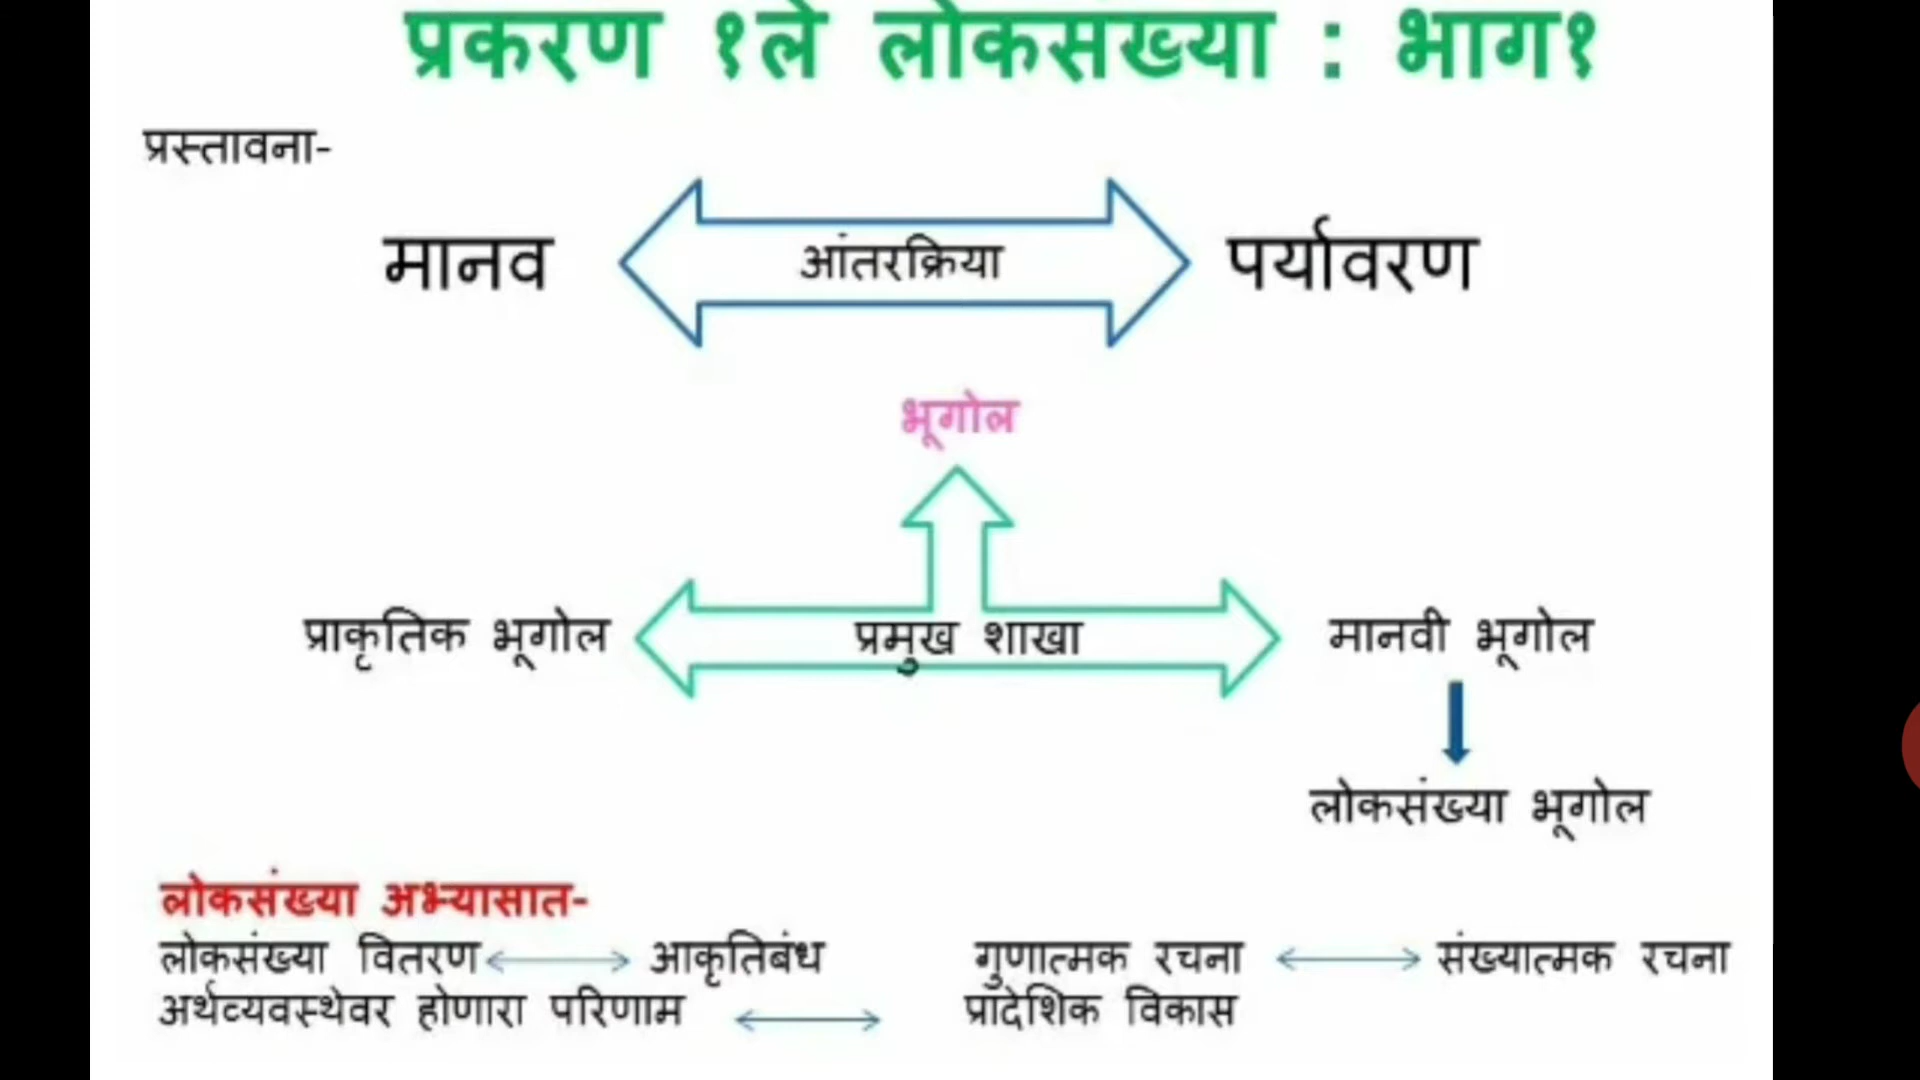 प्रकरण १ले लोकसंख्या : भाग१
प्रस्तावना-
मानव आंतरक्रिया पर्यावरण
भूगोल
प्राकृतिक भूगोल प्रमुख शाखा मानवी भूगोल
लोकसंख्या भूगोल
लोकसंख्या अभ्यासात-
लोकसंख्या वितरण आकृतिबंध गुणात्मक रचना संख्यात्मक रचना
अर्थव्यवस्थेवर होणारा परिणाम प्रादेशिक विकास